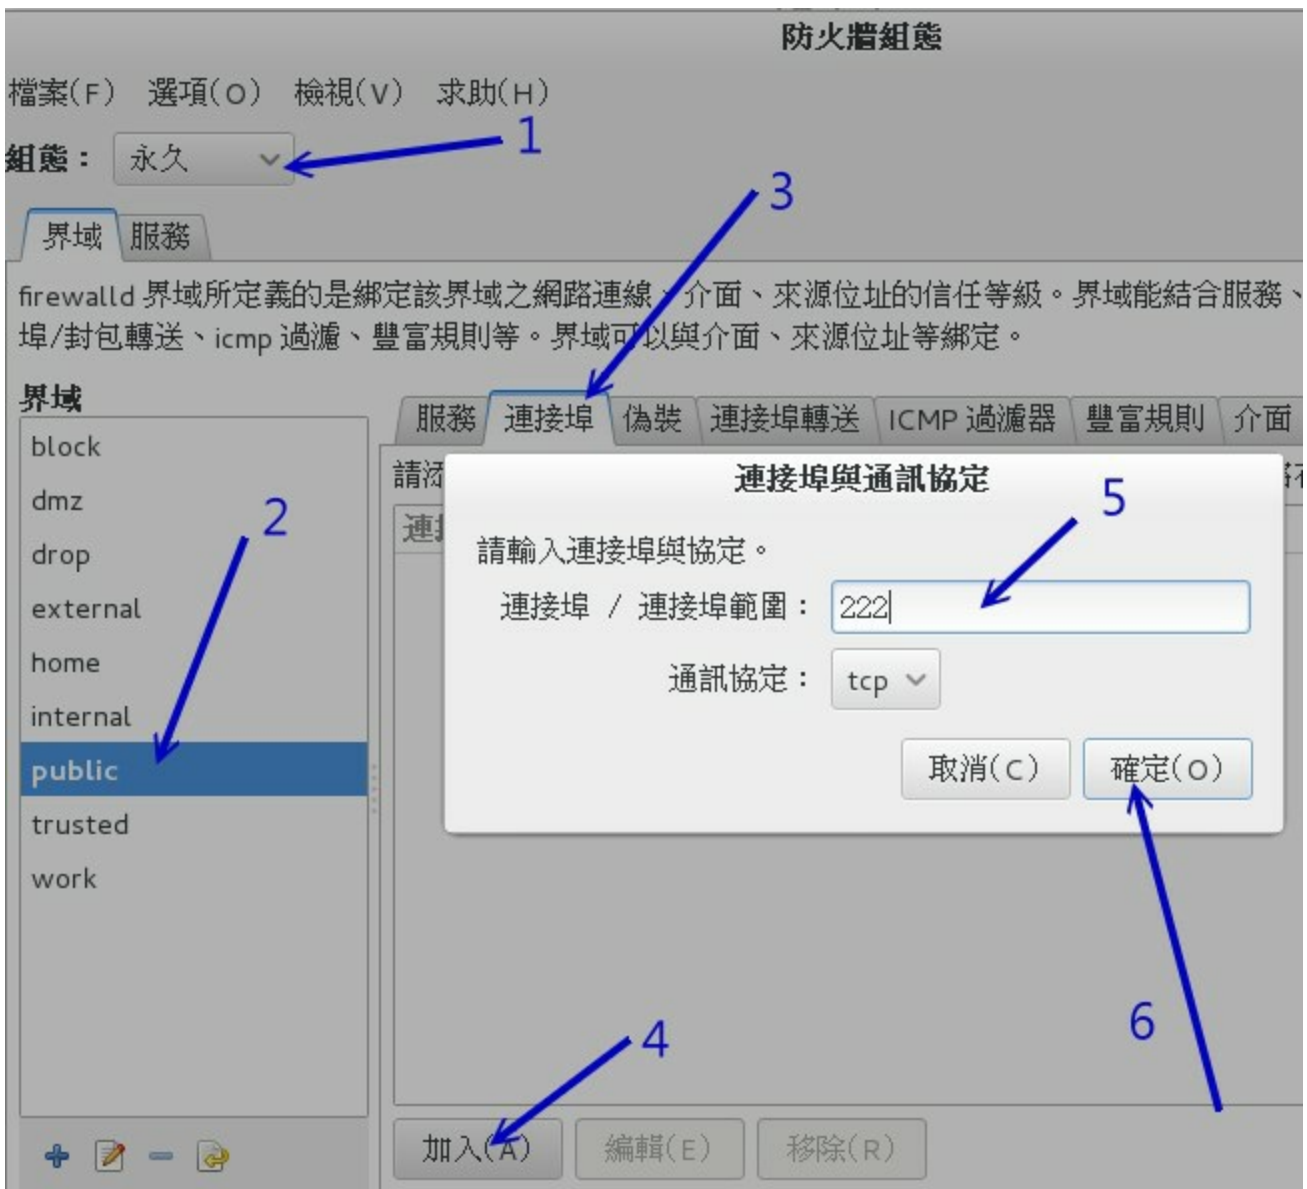 防火牆組態
檔案(F) 選項(O) 檢視(V) 求助(H)
1
組態： 永久
3
界域 服務
firewalld 界域所定義的是綁定該界域之網路連線、介面、來源位址的信任等級。界域能結合服務、
埠/封包轉送、icmp 過濾、豐富規則等。界域可以與介面、來源位址等綁定。
界域
服務 連接埠 偽裝 連接埠轉送 ICMP 過濾器 豐富規則 介面
block
dmz
drop
external
home
internal
public
trusted
work
2
請添
連接埠與通訊協定
5
請輸入連接埠與協定。
連接埠 / 連接埠範圍： 222
通訊協定： tcp
取消(C) 確定(O)
6
4
加入(A) 編輯(E) 移除(R)